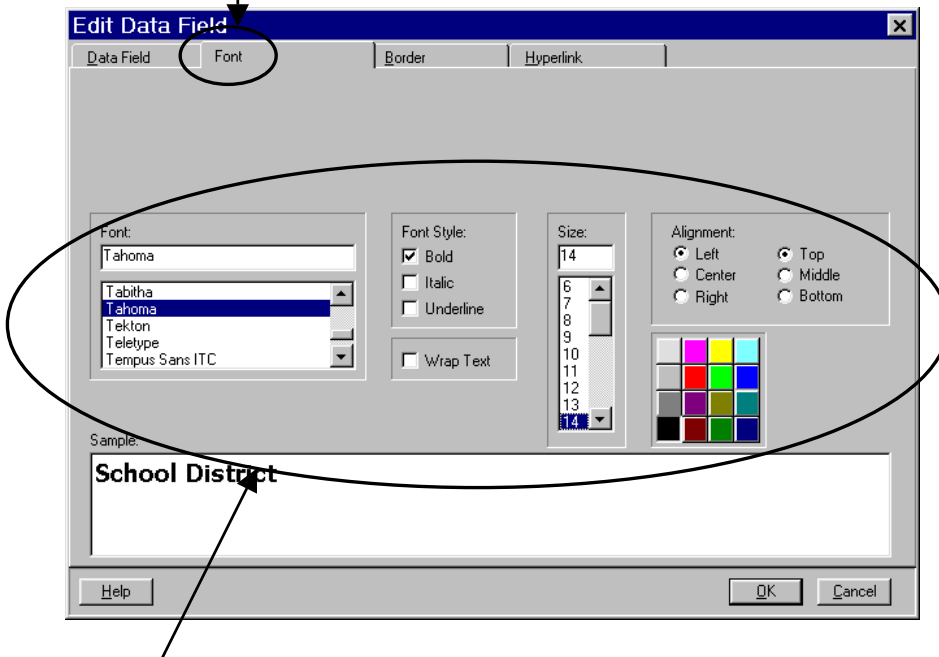 Edit Data Field
Data Field Font Border Hyperlink
Font:
Tahoma
Tabitha
Tahoma
Tekton
Teletype
Tempus Sans ITC
Font Style:
Bold
Italic
Underline
Wrap Text
Size:
14
6
7
8
9
10
11
12
13
14
Alignment:
Left Top
Center Middle
Right Bottom
Sample:
School District
Help OK Cancel